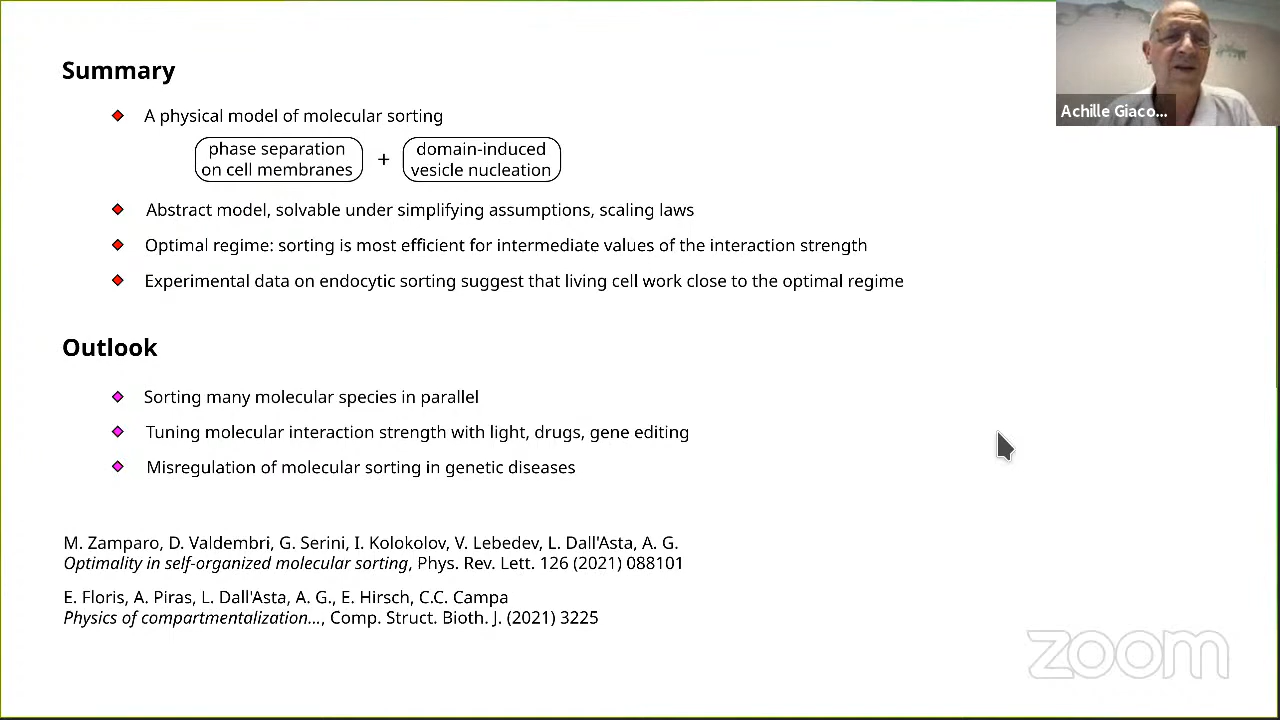 Summary
A physical model of molecular sorting
phase separation
on cell membranes
+
domain-induced
vesicle nucleation
Abstract model, solvable under simplifying assumptions, scaling laws
Optimal regime: sorting is most efficient for intermediate values of the interaction strength
Experimental data on endocytic sorting suggest that living cell work close to the optimal regime
Outlook
Sorting many molecular species in parallel
Tuning molecular interaction strength with light, drugs, gene editing
Misregulation of molecular sorting in genetic diseases
M. Zamparo, D. Valdembri, G. Serini, I. Kolokolov, V. Lebedev, L. Dall'Asta, A. G.
Optimality in self-organized molecular sorting, Phys. Rev. Lett. 126 (2021) 088101
E. Floris, A. Piras, L. Dall'Asta, A. G., E. Hirsch, C.C. Campa
Physics of compartmentalization..., Comp. Struct. Bioth. J. (2021) 3225
Achille Giaco...
zoom